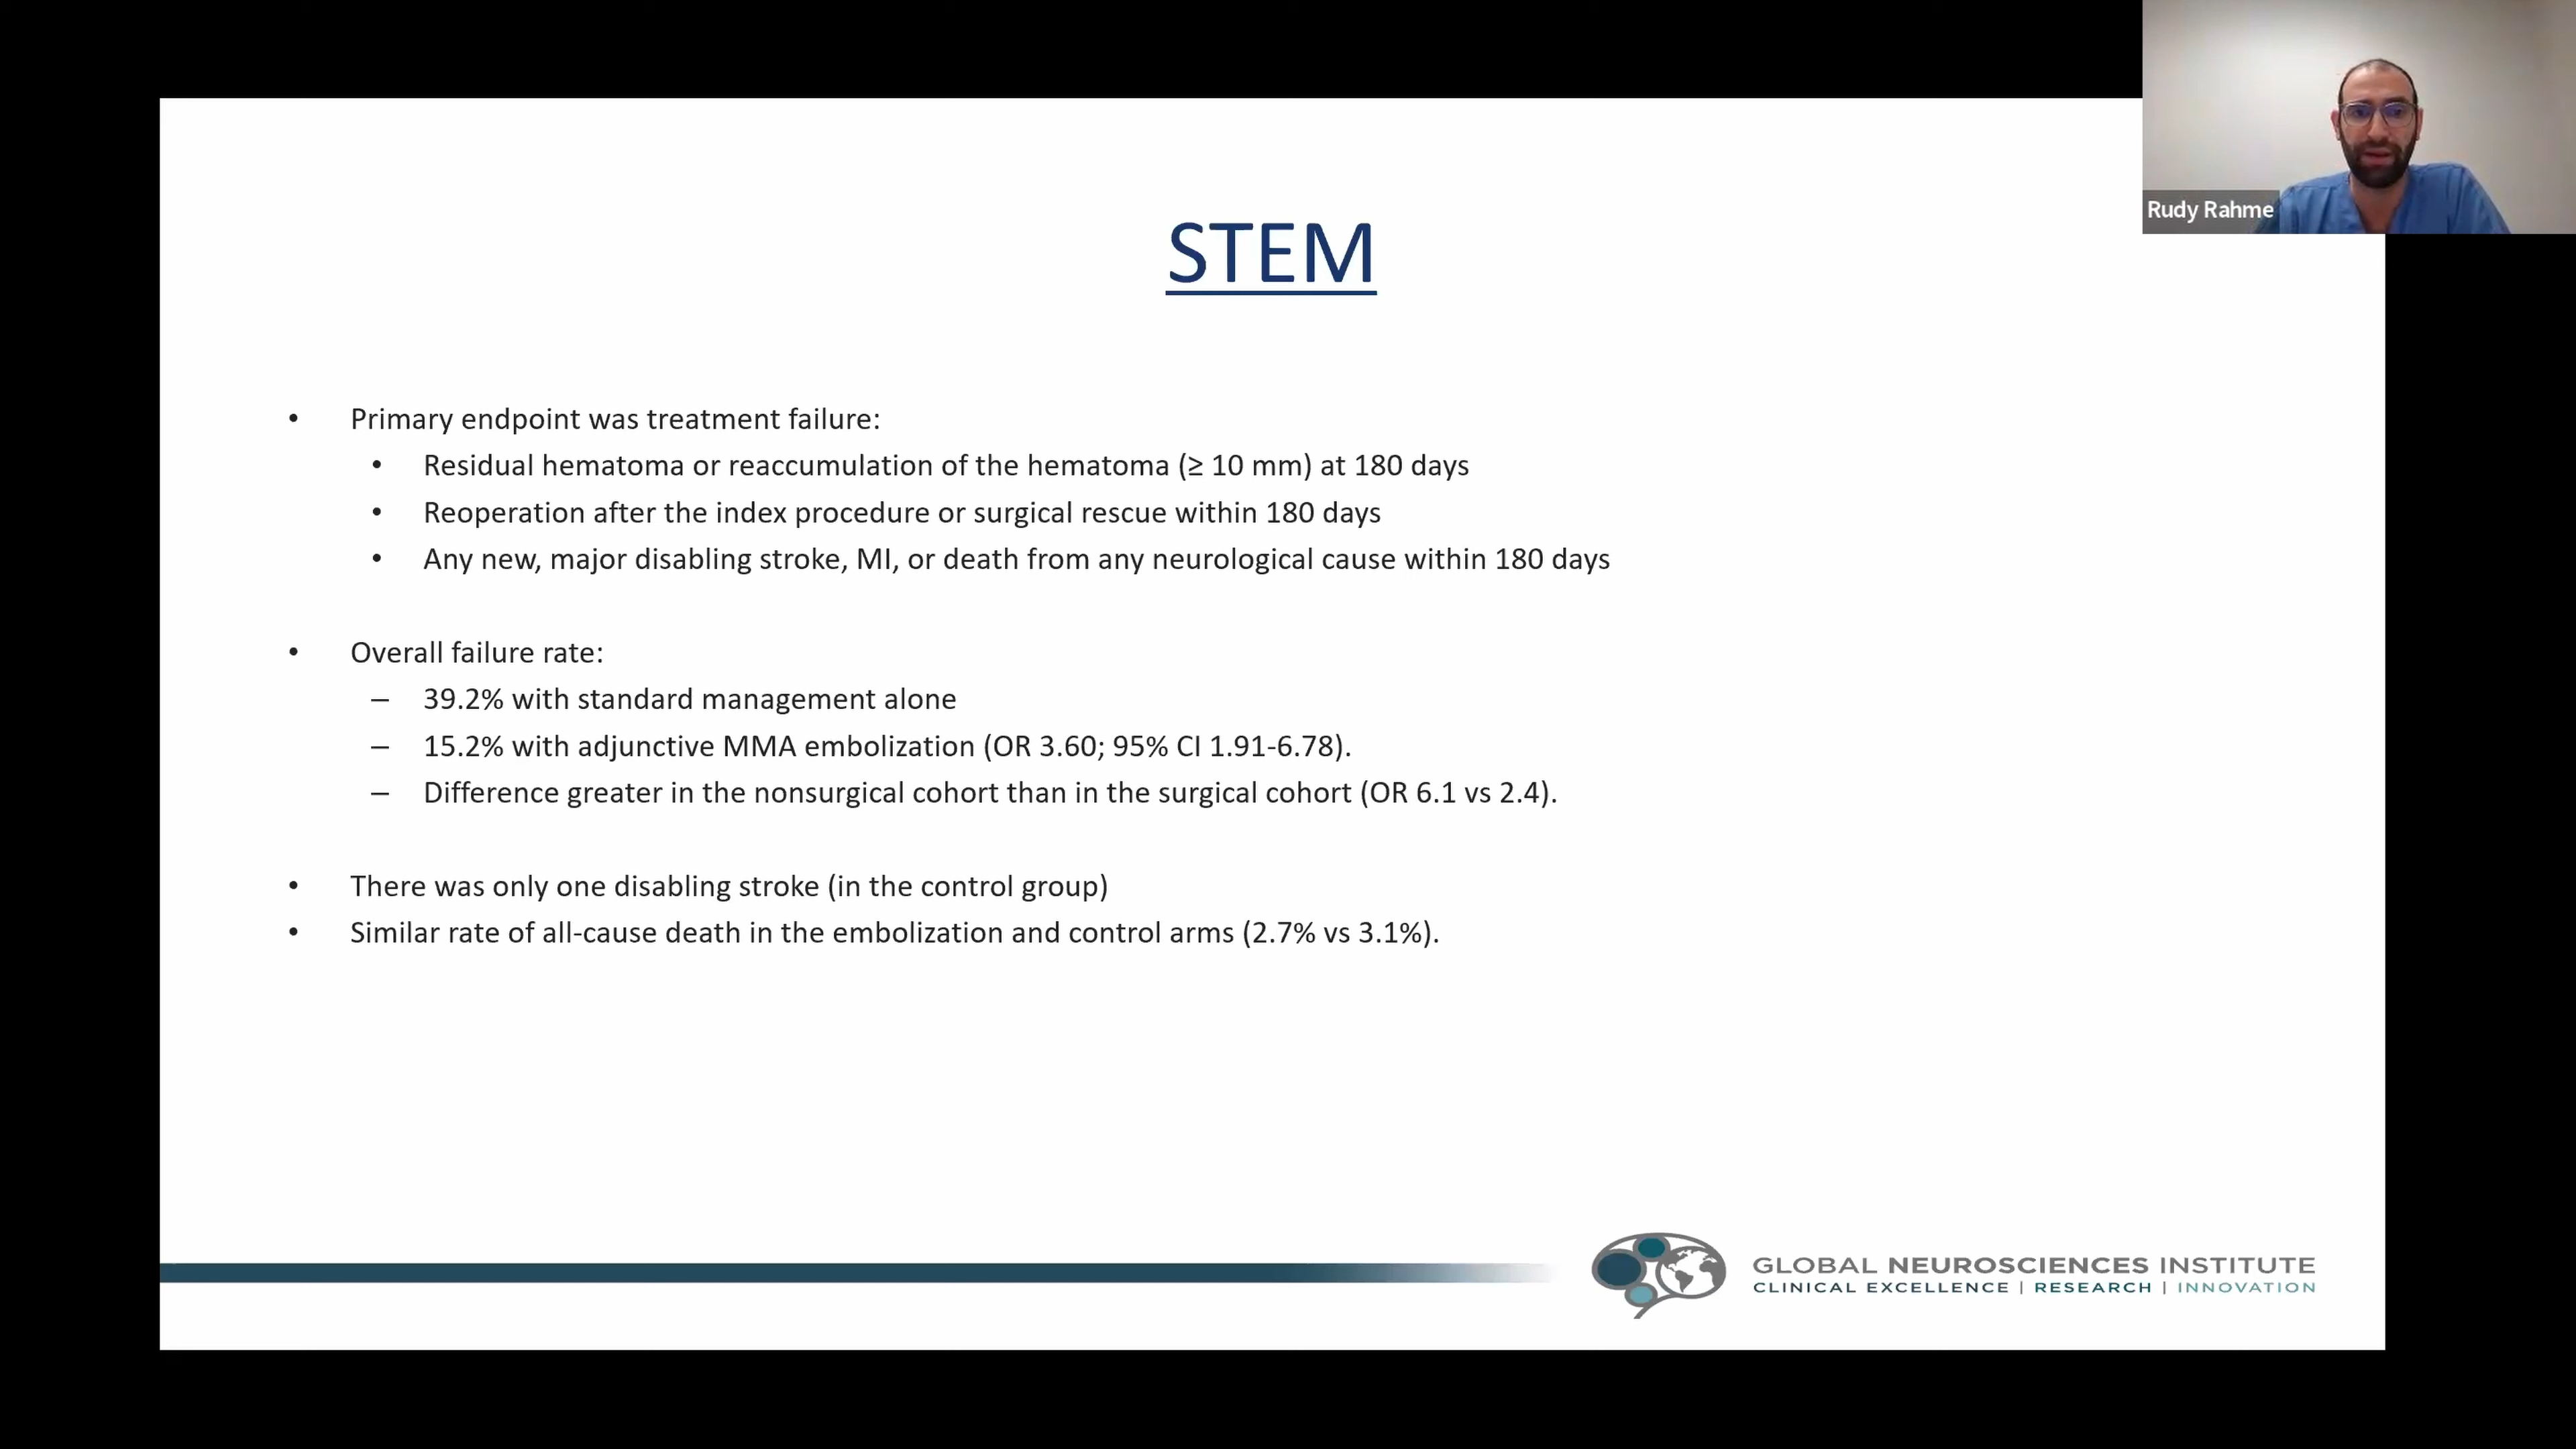 Rudy Rahme
STEM
• Primary endpoint was treatment failure:
• Residual hematoma or reaccumulation of the hematoma (≥ 10 mm) at 180 days
• Reoperation after the index procedure or surgical rescue within 180 days
• Any new, major disabling stroke, MI, or death from any neurological cause within 180 days
• Overall failure rate:
– 39.2% with standard management alone
– 15.2% with adjunctive MMA embolization (OR 3.60; 95% CI 1.91-6.78).
– Difference greater in the nonsurgical cohort than in the surgical cohort (OR 6.1 vs 2.4).
• There was only one disabling stroke (in the control group)
• Similar rate of all-cause death in the embolization and control arms (2.7% vs 3.1%).
GLOBAL NEUROSCIENCES INSTITUTE
CLINICAL EXCELLENCE | RESEARCH | INNOVATION